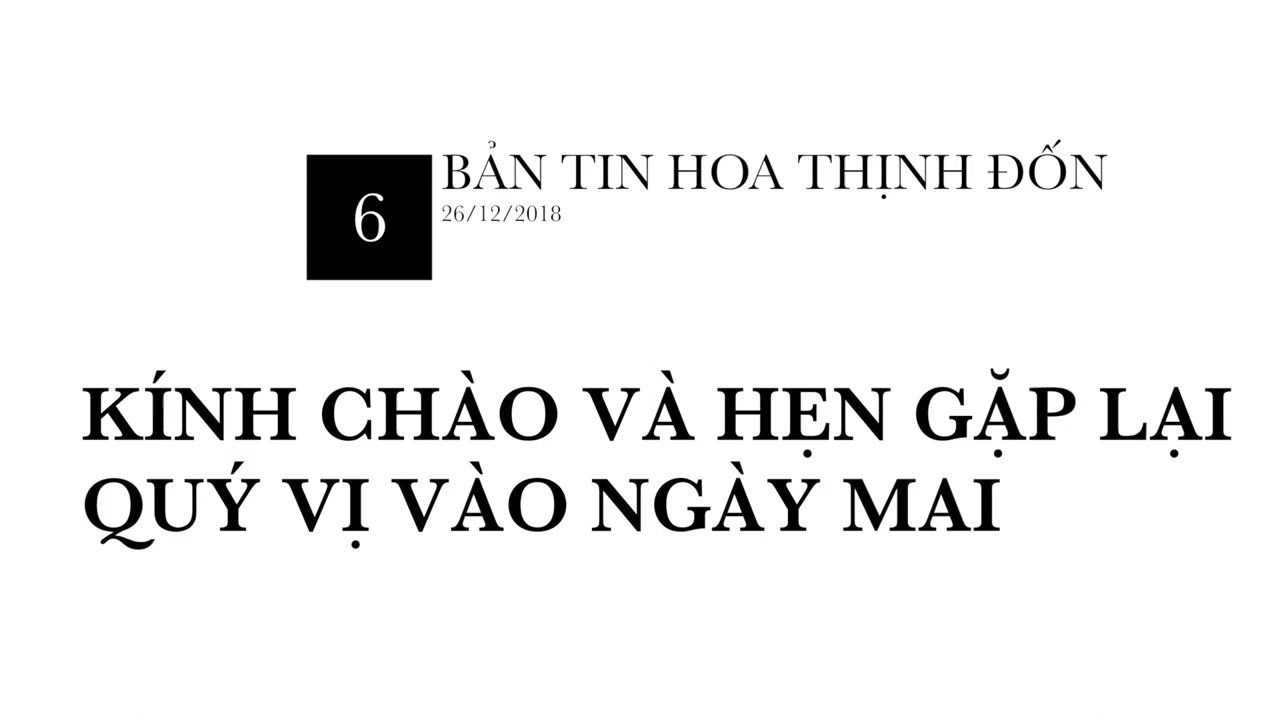 6
BẢN TIN HOA THỊNH ĐỐN
26/12/2018
KÍNH CHÀO VÀ HẸN GẶP LẠI
QUÝ VỊ VÀO NGÀY MAI